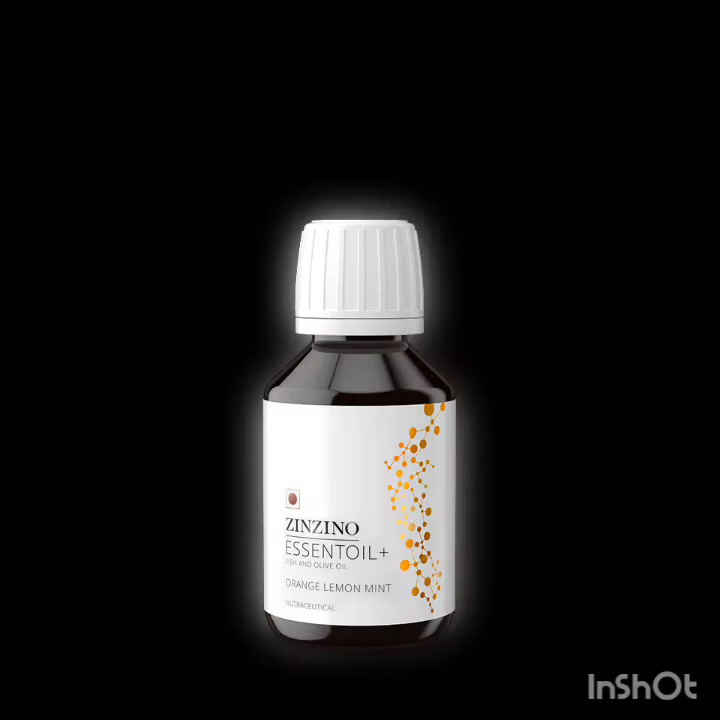 ZINZINO
ESSENTOIL+
FISH AND OLIVE OIL
ORANGE LEMON MINT
NUTRACEUTICAL
InShOt